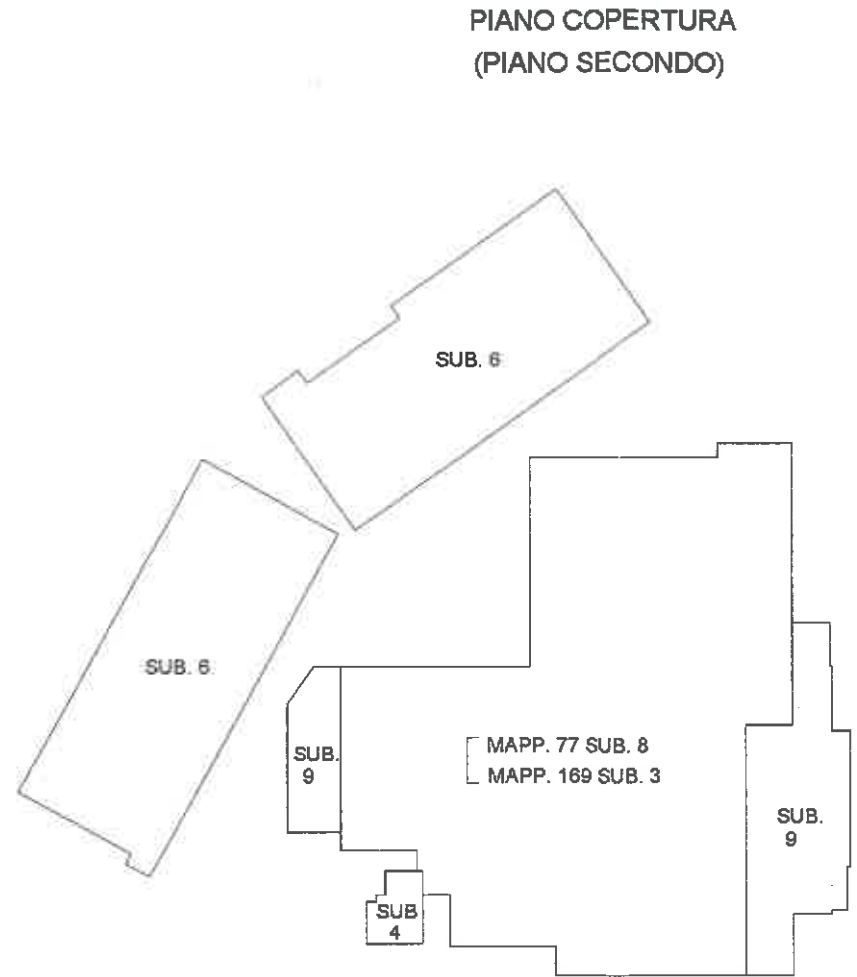 PIANO COPERTURA
(PIANO SECONDO)
SUB. 6
SUB. 6
MAPP. 77 SUB. 8
MAPP. 169 SUB. 3
SUB.
9
SUB.
9
SUB
4